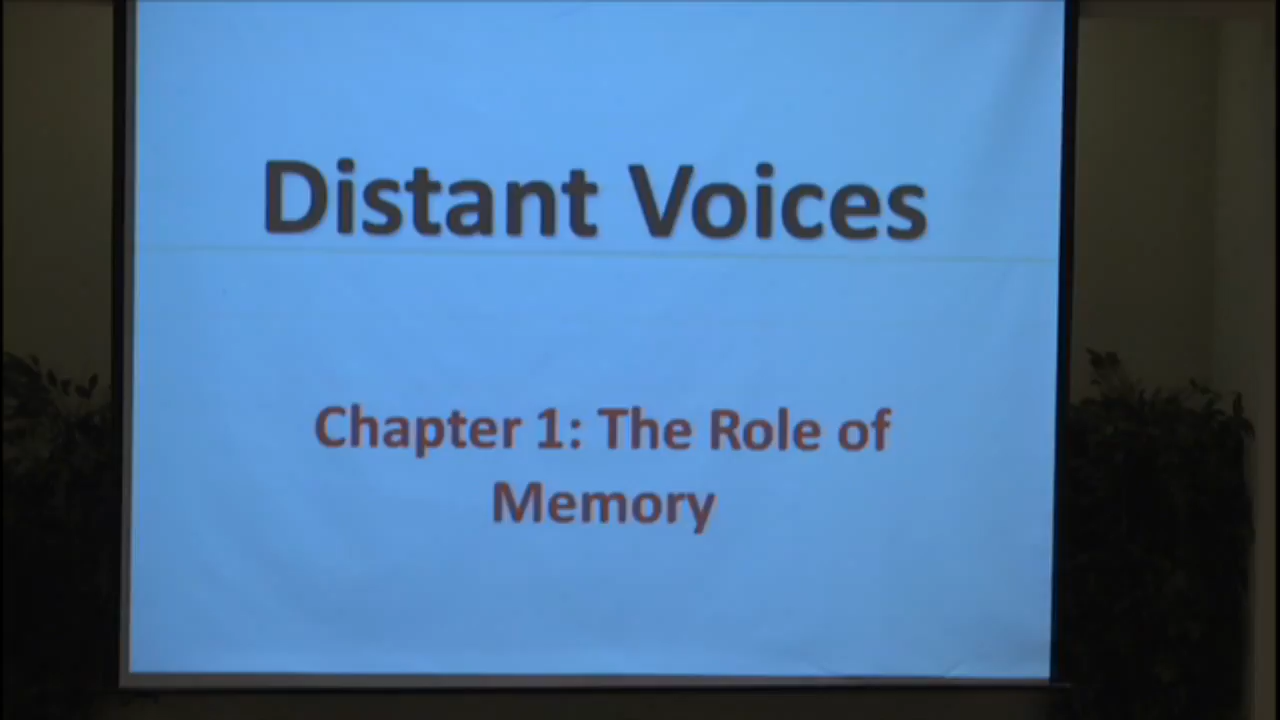 Distant Voices
Chapter 1: The Role of
Memory